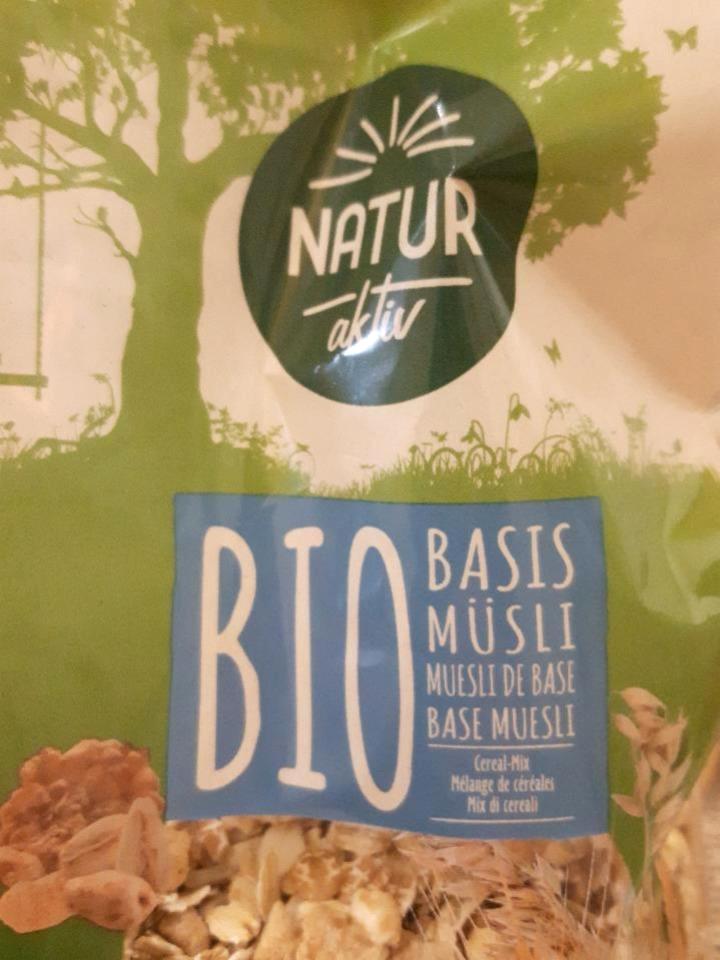 NATUR
aktiv
BIO
BASIS
MÜSLI
MUESLI DE BASE
BASE MUESLI
Cereal-Mix
Mélange de céréales
Mix di cereali